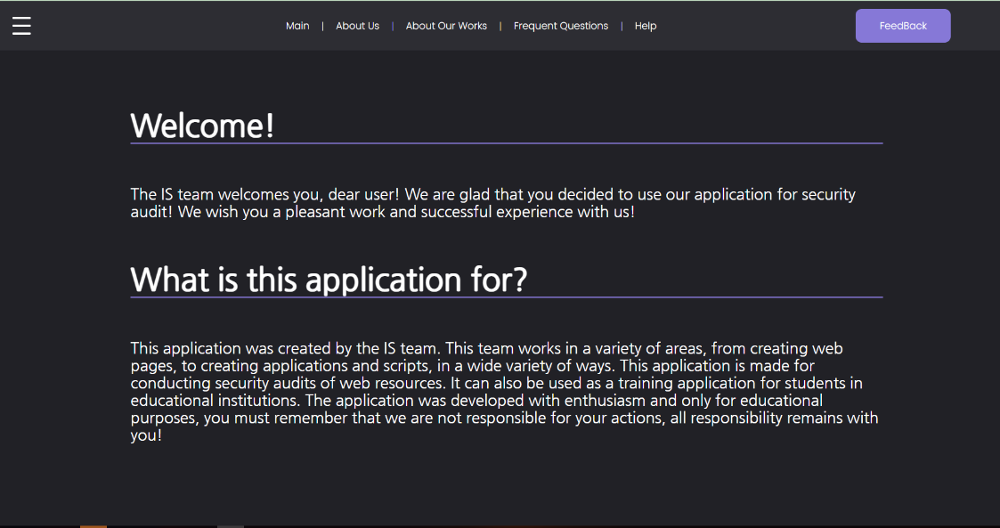 Main | About Us | About Our Works | Frequent Questions | Help
FeedBack
Welcome!
The IS team welcomes you, dear user! We are glad that you decided to use our application for security
audit! We wish you a pleasant work and successful experience with us!
What is this application for?
This application was created by the IS team. This team works in a variety of areas, from creating web
pages, to creating applications and scripts, in a wide variety of ways. This application is made for
conducting security audits of web resources. It can also be used as a training application for students in
educational institutions. The application was developed with enthusiasm and only for educational
purposes, you must remember that we are not responsible for your actions, all responsibility remains with
you!